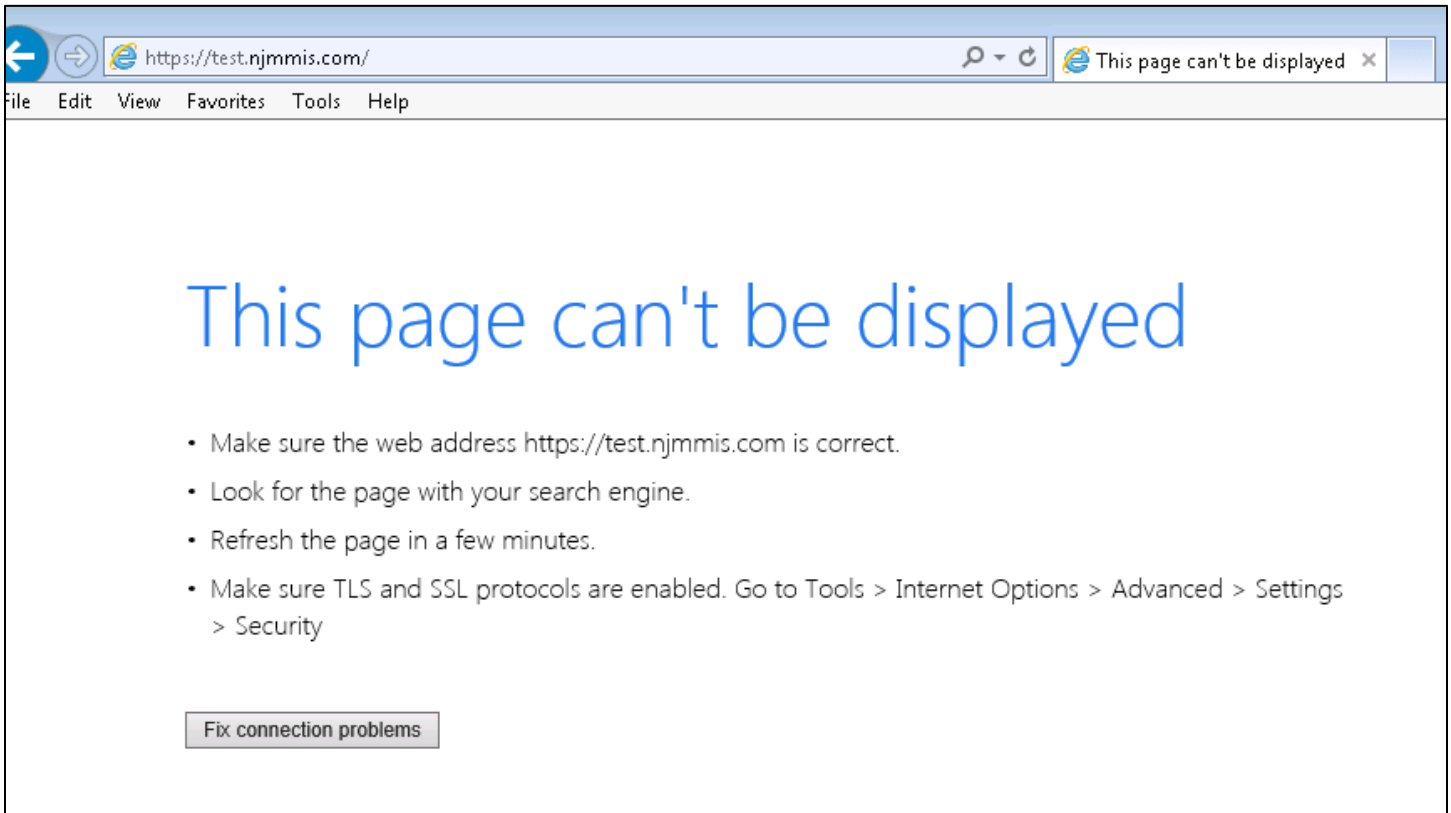 https://test.njmmis.com/
This page can't be displayed
File Edit View Favorites Tools Help
This page can't be displayed
• Make sure the web address https://test.njmmis.com is correct.
• Look for the page with your search engine.
• Refresh the page in a few minutes.
• Make sure TLS and SSL protocols are enabled. Go to Tools > Internet Options > Advanced > Settings
> Security
Fix connection problems